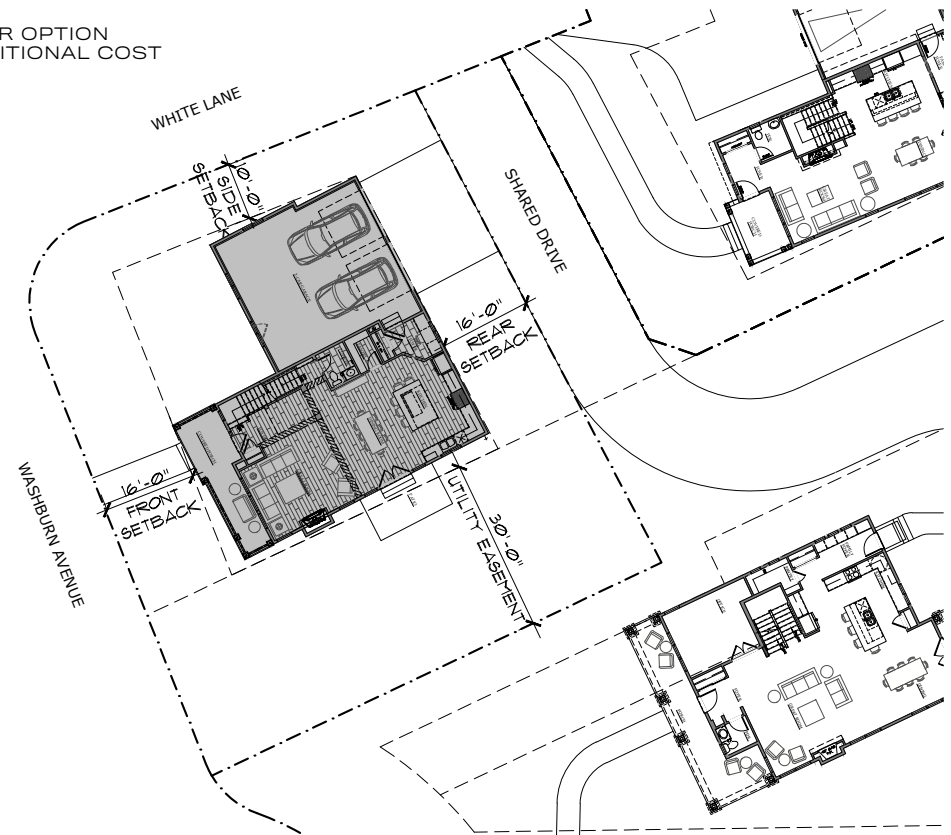 R OPTION
ITIONAL COST
WHITE LANE
0'-0"
SIDE
SETBACK
SHARED DRIVE
16'-0"
REAR
SETBACK
WASHBURN AVENUE
16'-0"
FRONT
SETBACK
30'-0"
UTILITY EASEMENT